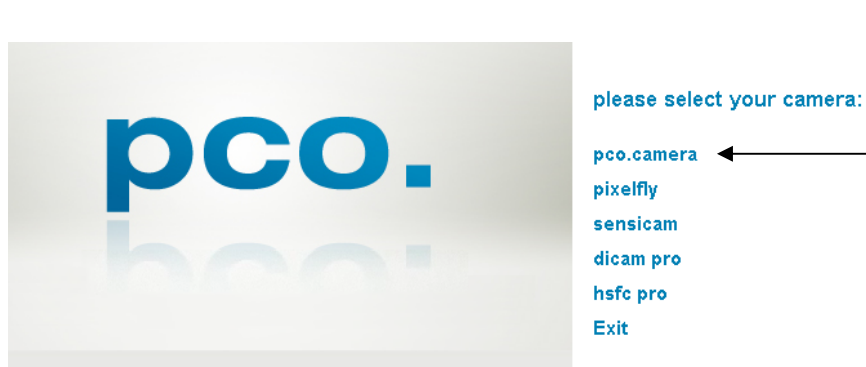 pco.
please select your camera:
pco.camera
pixelfly
sensicam
dicam pro
hsfc pro
Exit